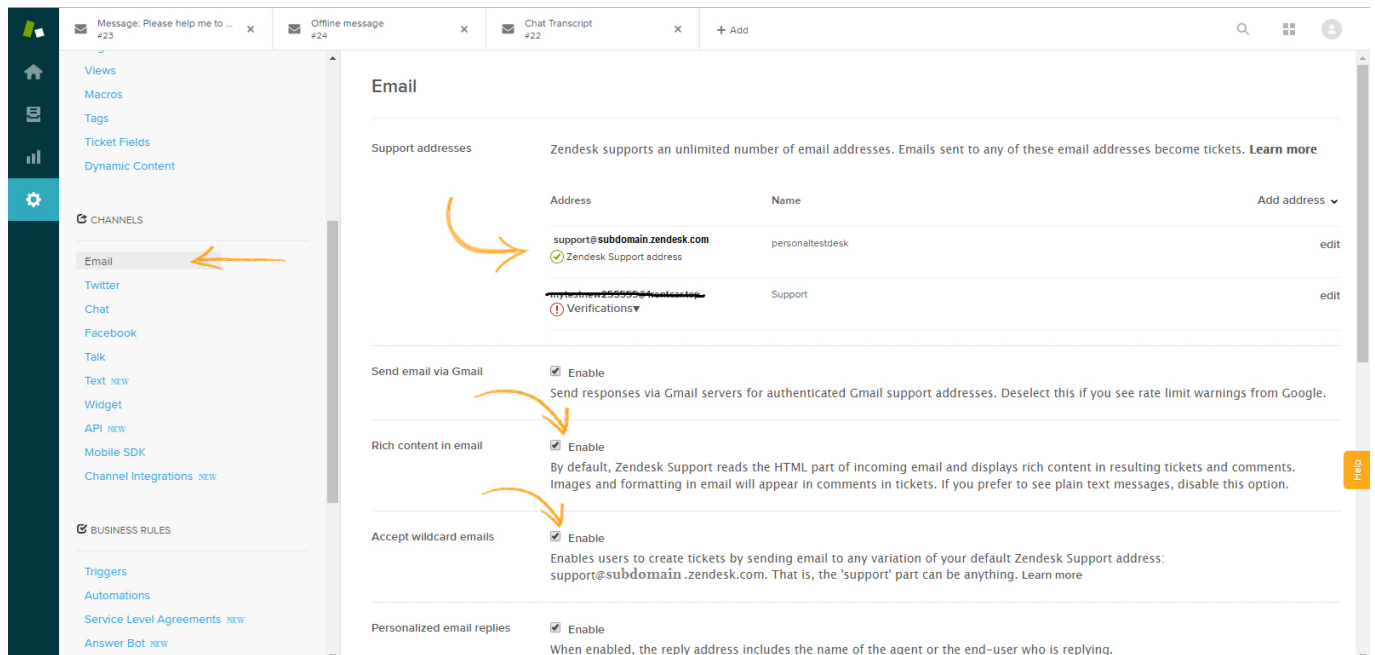 Message: Please help me to ...
#23
Offline message
#24
Chat Transcript
#22
+ Add
Views
Macros
Tags
Ticket Fields
Dynamic Content
CHANNELS
Email
Twitter
Chat
Facebook
Talk
Text NEW
Widget
API NEW
Mobile SDK
Channel Integrations NEW
BUSINESS RULES
Triggers
Automations
Service Level Agreements NEW
Answer Bot NEW
Email
Support addresses
Zendesk supports an unlimited number of email addresses. Emails sent to any of these email addresses become tickets. Learn more
Address Name Add address
support@subdomain.zendesk.com personaltestdesk edit
Zendesk Support address
Support edit
Verifications▾
Send email via Gmail
Enable
Send responses via Gmail servers for authenticated Gmail support addresses. Deselect this if you see rate limit warnings from Google.
Rich content in email
Enable
By default, Zendesk Support reads the HTML part of incoming email and displays rich content in resulting tickets and comments.
Images and formatting in email will appear in comments in tickets. If you prefer to see plain text messages, disable this option.
Accept wildcard emails
Enable
Enables users to create tickets by sending email to any variation of your default Zendesk Support address:
support@subdomain.zendesk.com. That is, the 'support' part can be anything. Learn more
Personalized email replies
Enable
When enabled, the reply address includes the name of the agent or the end-user who is replying.
Help